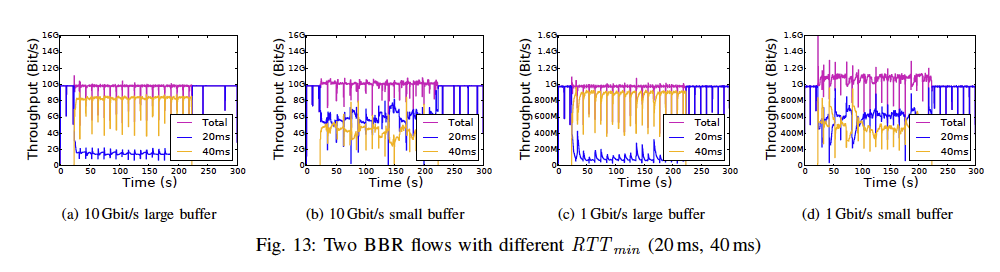 Throughput (Bit/s)
16G
14G
12G
10G
8G
6G
4G
2G
0
Total
20ms
40ms
0 50 100 150 200 250 300
Time (s)
(a) 10 Gbit/s large buffer
Throughput (Bit/s)
16G
14G
12G
10G
8G
6G
4G
2G
0
Total
20ms
40ms
0 50 100 150 200 250 300
Time (s)
(b) 10 Gbit/s small buffer
Throughput (Bit/s)
1.6G
1.4G
1.2G
1G
800M
600M
400M
200M
0
Total
20ms
40ms
0 50 100 150 200 250 300
Time (s)
(c) 1 Gbit/s large buffer
Throughput (Bit/s)
1.6G
1.4G
1.2G
1G
800M
600M
400M
200M
0
Total
20ms
40ms
0 50 100 150 200 250 300
Time (s)
(d) 1 Gbit/s small buffer
Fig. 13: Two BBR flows with different RTTmin (20 ms, 40 ms)